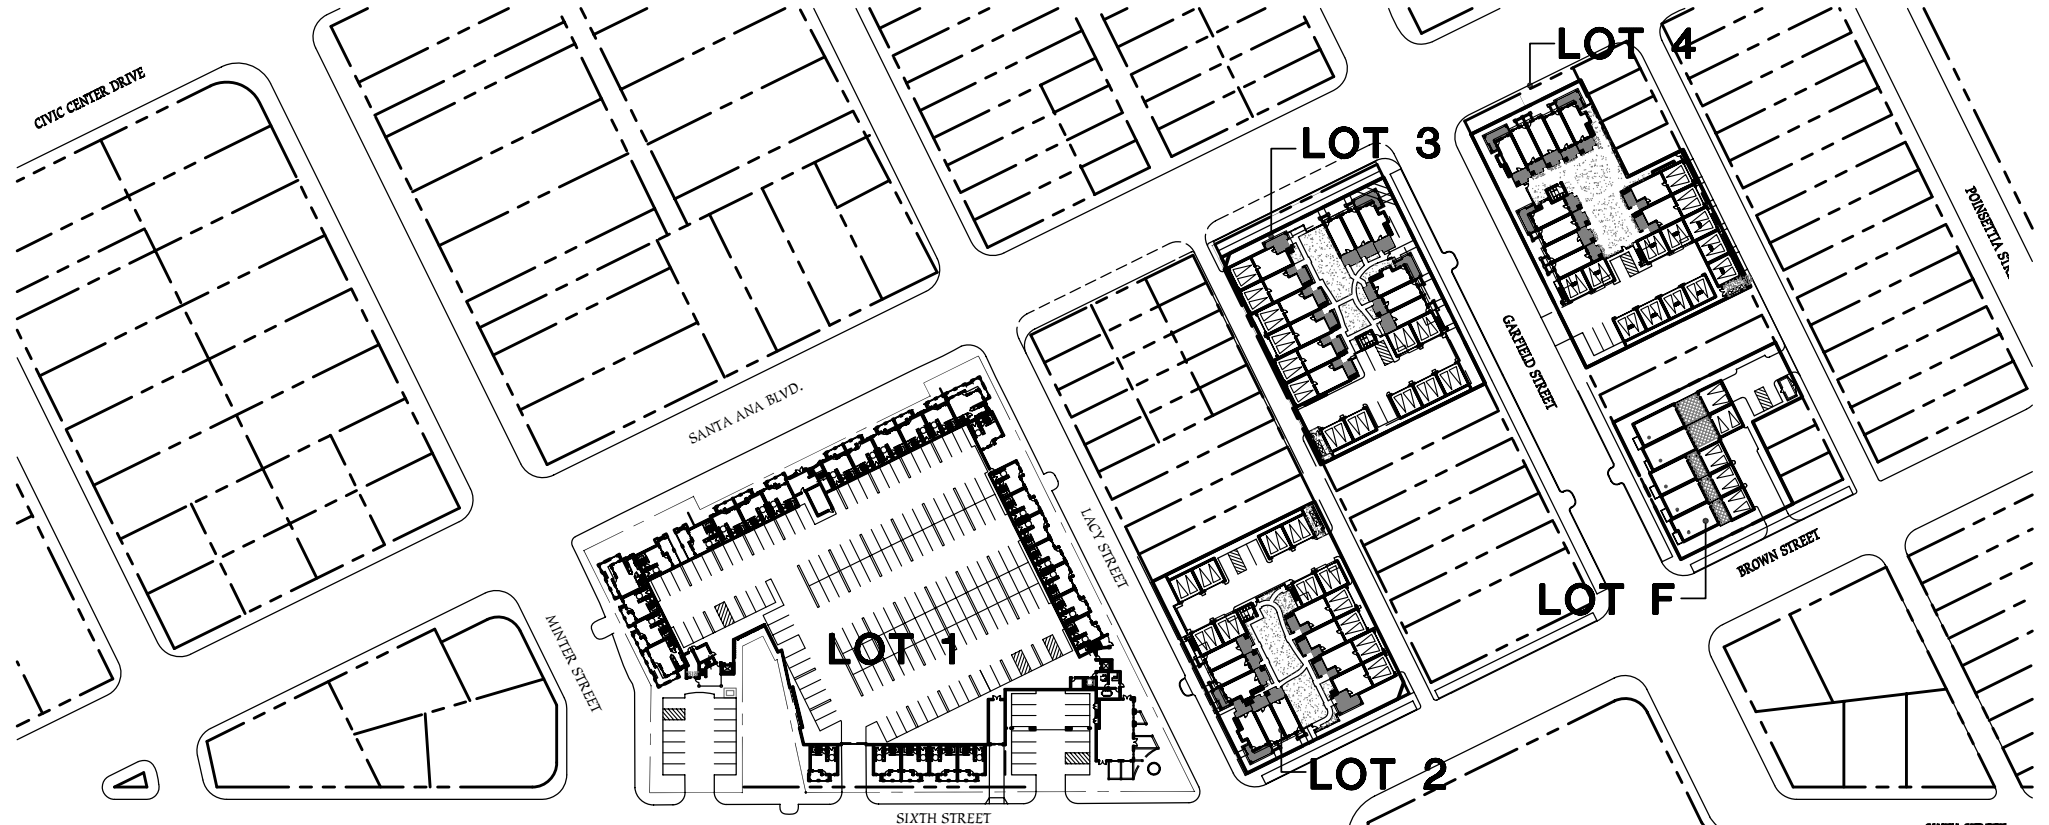 LOT 4
CIVIC CENTER DRIVE
LOT 3
POINSETTIA STR
GARFIELD STREET
SANTA ANA BLVD.
LACY STREET
BROWN STREET
LOT F
MINTER STREET
LOT 1
LOT 2
SIXTH STREET